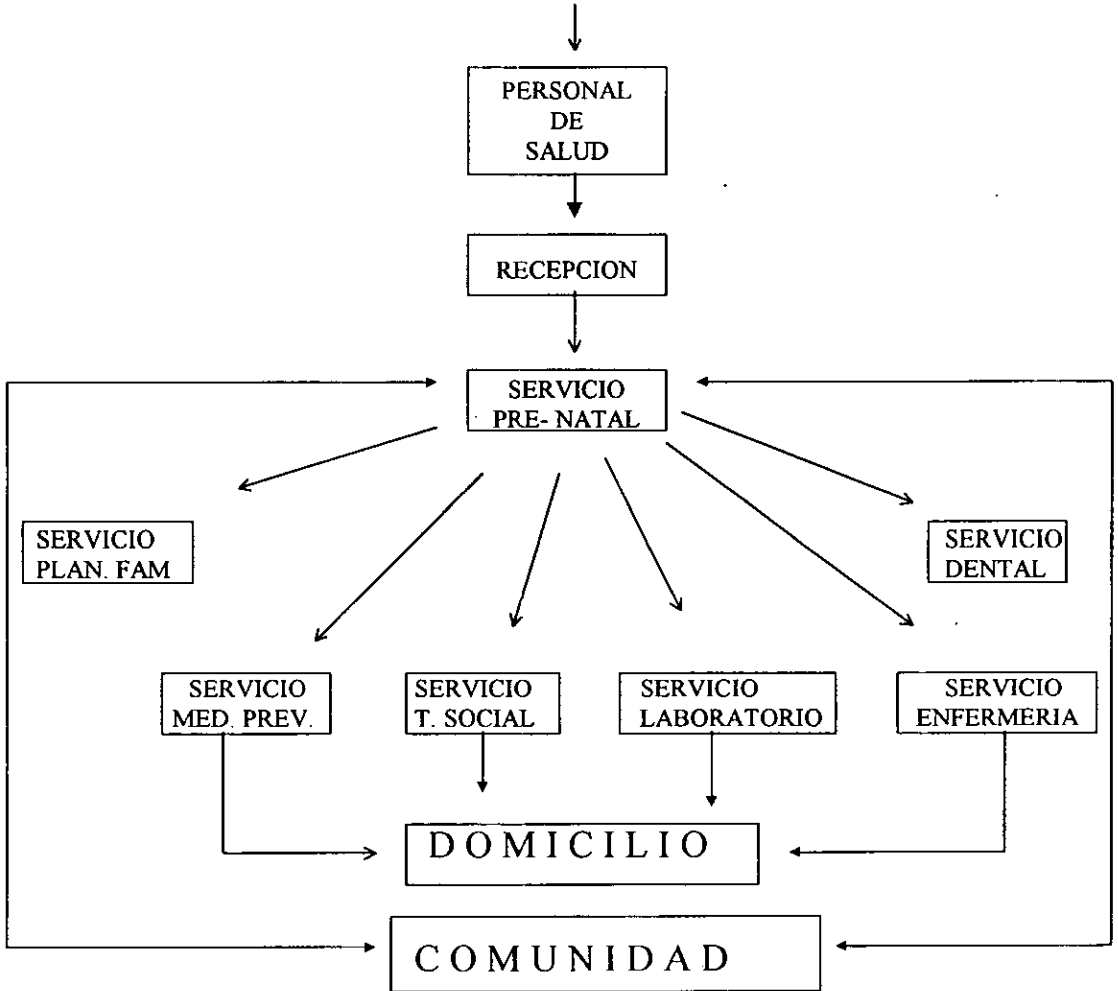 PERSONAL
DE
SALUD
RECEPCION
SERVICIO
PRE- NATAL
SERVICIO
PLAN. FAM
SERVICIO
DENTAL
SERVICIO
MED. PREV.
SERVICIO
T. SOCIAL
SERVICIO
LABORATORIO
SERVICIO
ENFERMERIA
DOMICILIO
COMUNIDAD